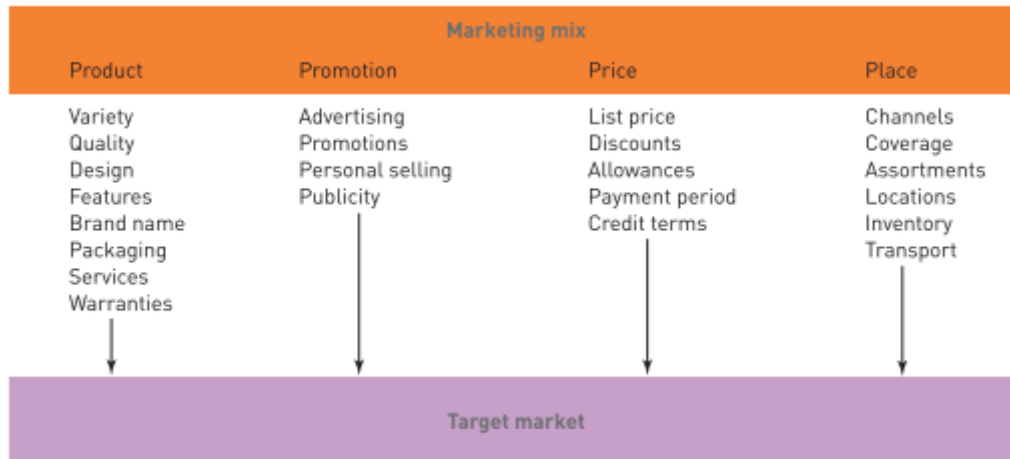 Marketing mix
Product Promotion Price Place
Variety Advertising List price Channels
Quality Promotions Discounts Coverage
Design Personal selling Allowances Assortments
Features Publicity Payment period Locations
Brand name Credit terms Inventory
Packaging Transport
Services
Warranties
Target market